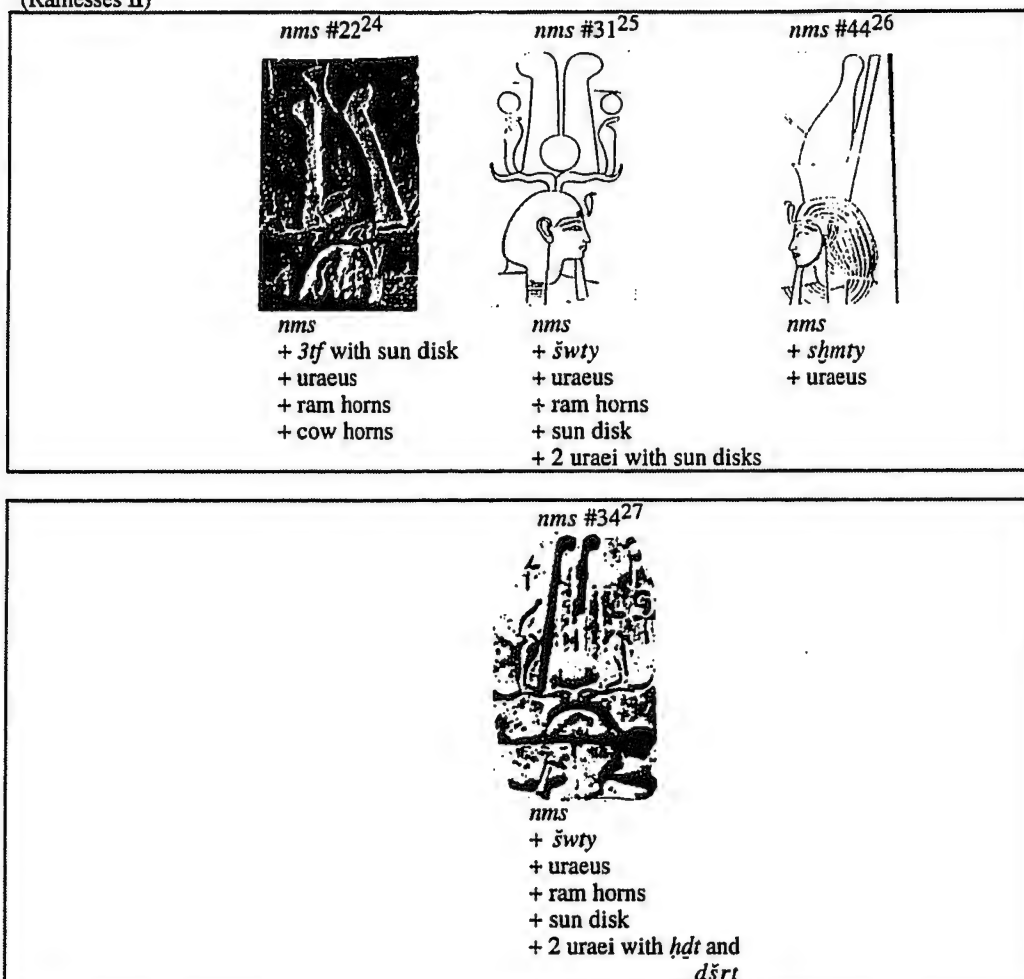 (Ramesses II)
nms #22²⁴
nms #31²⁵
nms #44²⁶
nms
+ 3tf with sun disk
+ uraeus
+ ram horns
+ cow horns
nms
+ šwty
+ uraeus
+ ram horns
+ sun disk
+ 2 uraei with sun disks
nms
+ sḫmty
+ uraeus
nms #34²⁷
nms
+ šwty
+ uraeus
+ ram horns
+ sun disk
+ 2 uraei with ḥḏt and
dšrt